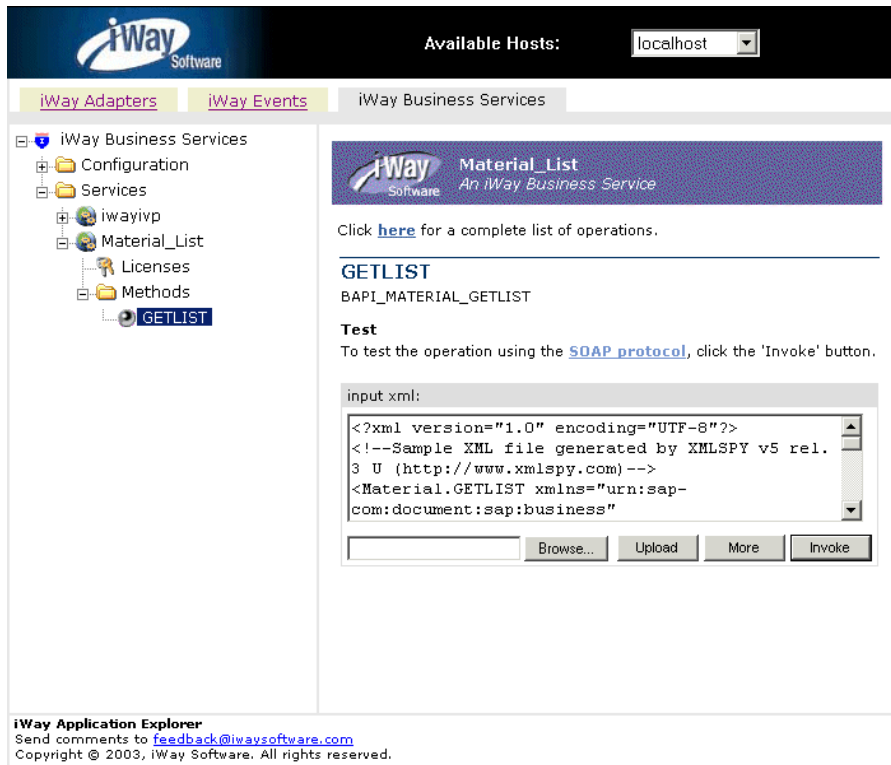 iWay Software
Available Hosts:
localhost
iWay Adapters
iWay Events
iWay Business Services
iWay Business Services
Configuration
Services
iwayivp
Material_List
Licenses
Methods
GETLIST
iWay Software
Material_List
An iWay Business Service
Click here for a complete list of operations.
GETLIST
BAPI_MATERIAL_GETLIST
Test
To test the operation using the SOAP protocol, click the 'Invoke' button.
input xml:
<?xml version="1.0" encoding="UTF-8"?>
<!--Sample XML file generated by XMLSPY v5 rel.
3 U (http://www.xmlspy.com)-->
<Material.GETLIST xmlns="urn:sap-
com:document:sap:business"
Browse...
Upload
More
Invoke
iWay Application Explorer
Send comments to feedback@iwaysoftware.com
Copyright © 2003, iWay Software. All rights reserved.